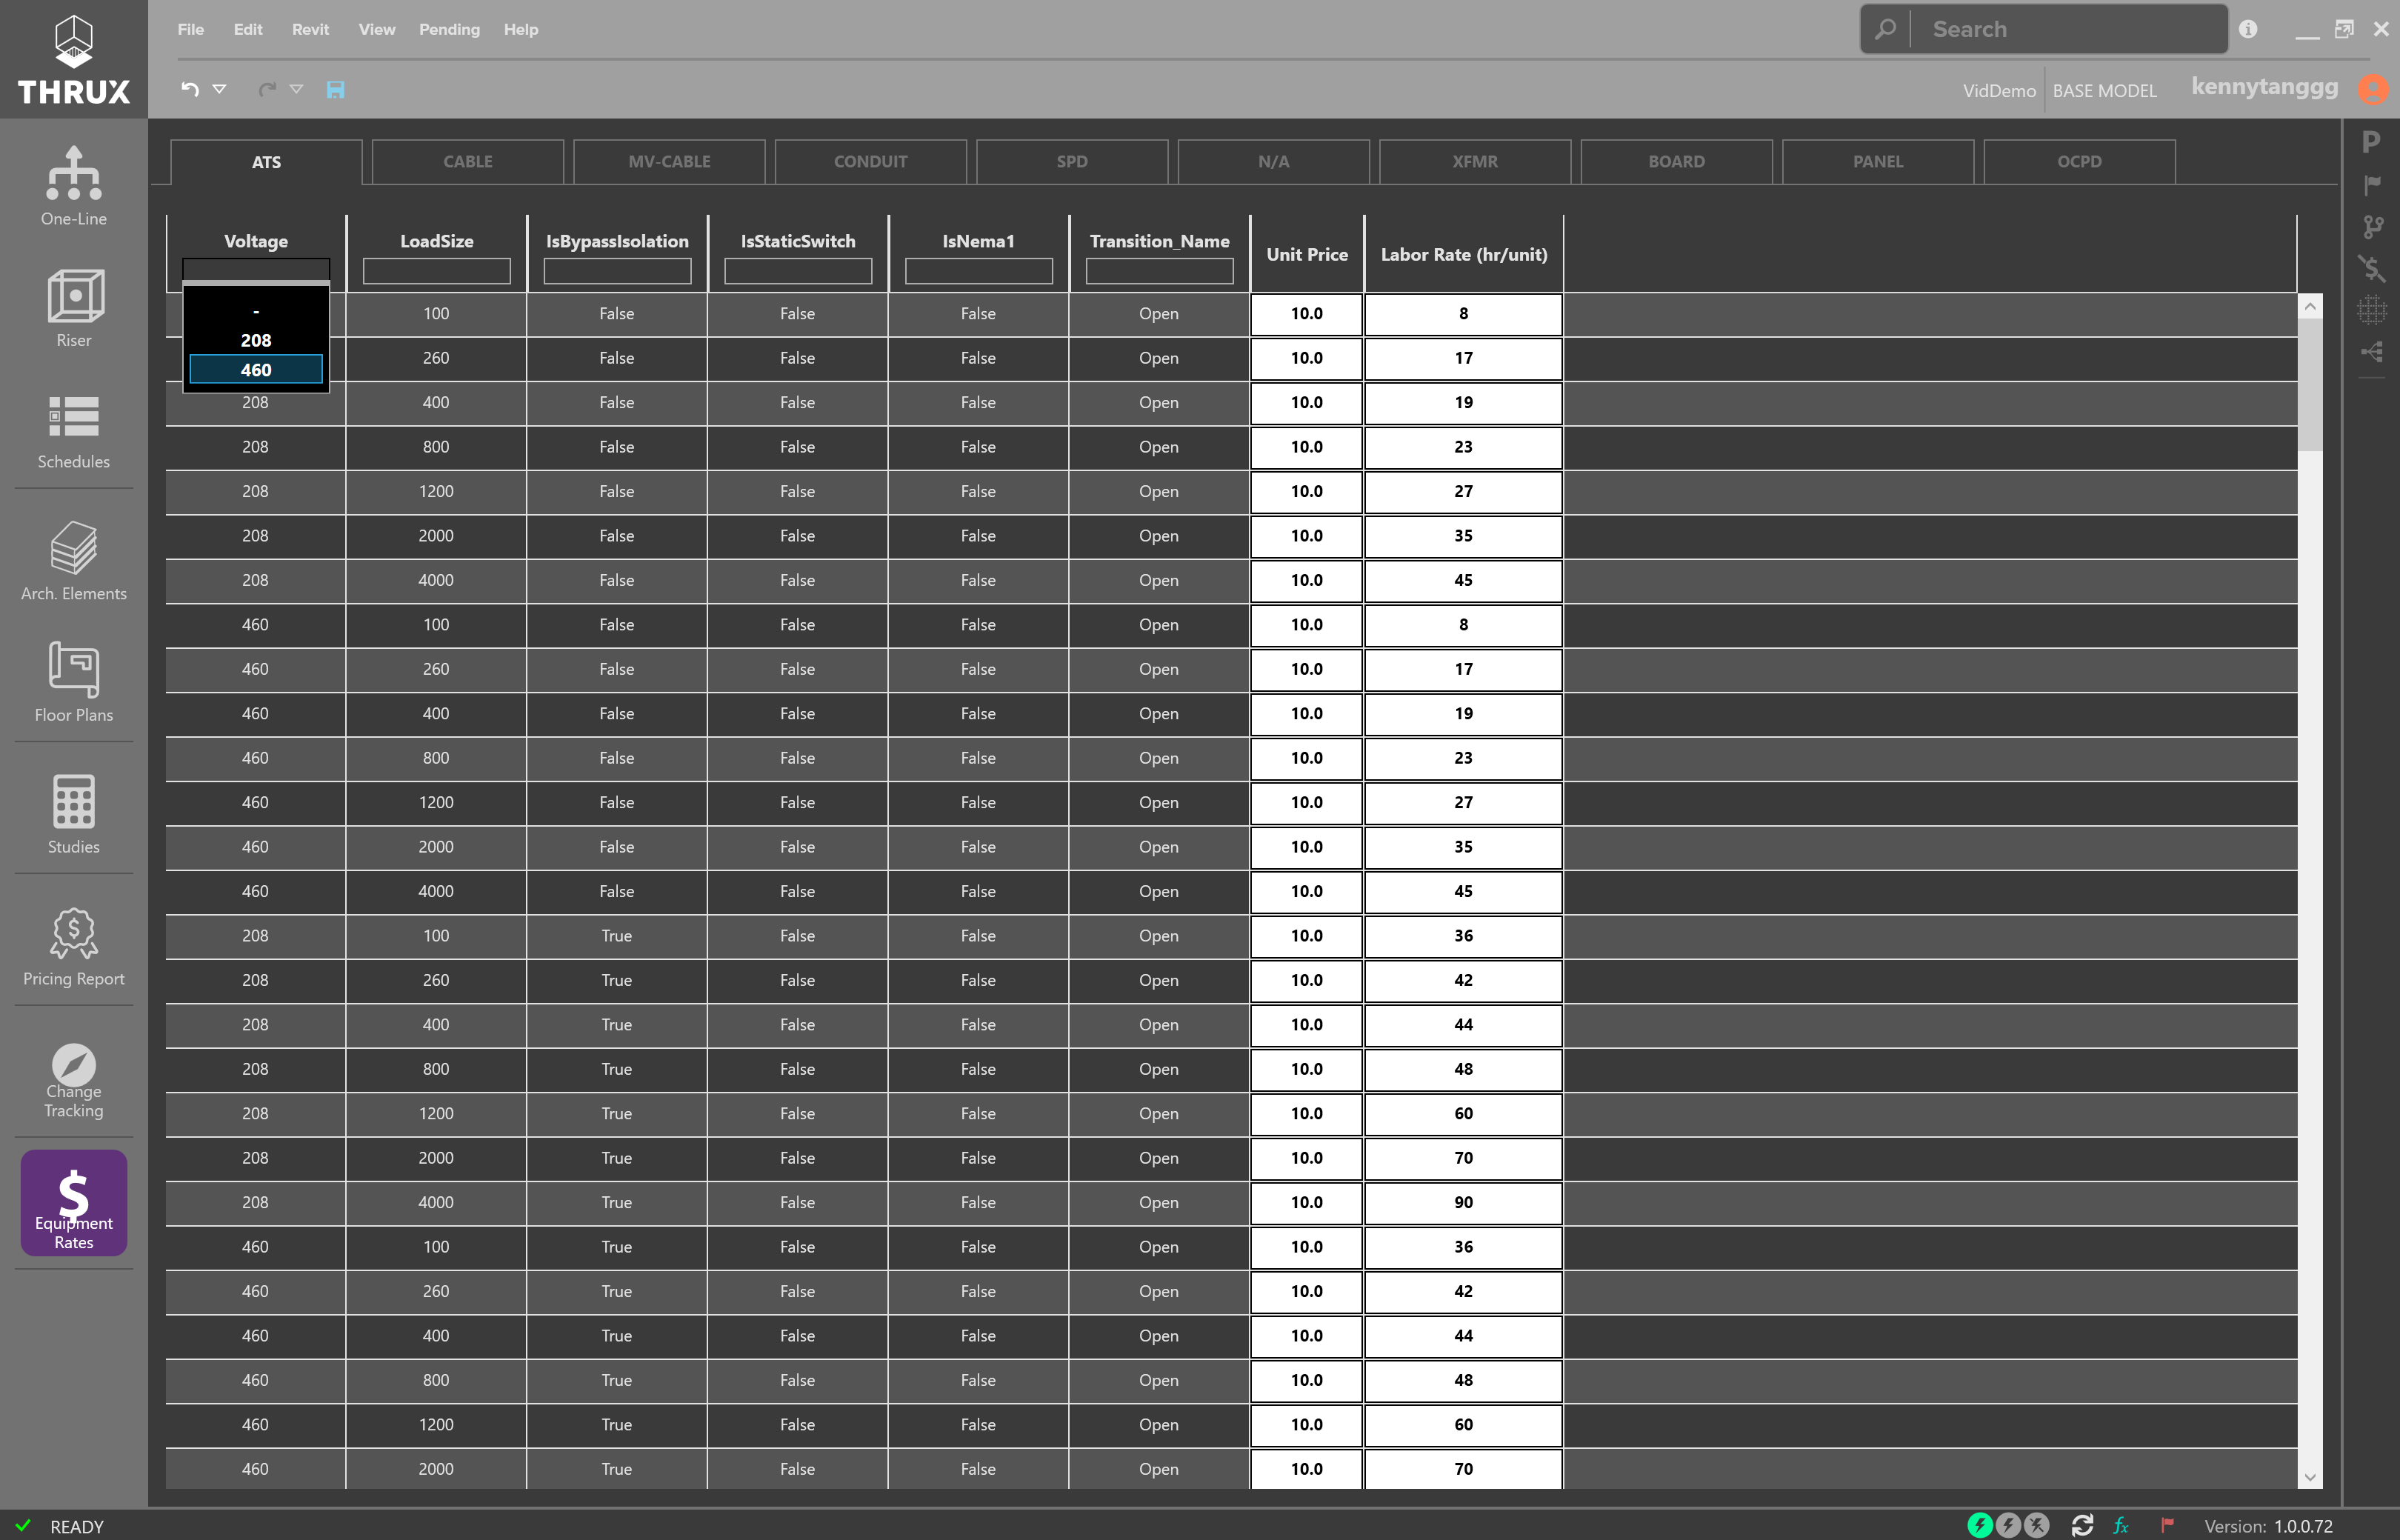 THRUX
File Edit Revit View Pending Help
Search
VidDemo BASE MODEL kennytanggg
One-Line
Riser
Schedules
Arch. Elements
Floor Plans
Studies
Pricing Report
Change
Tracking
$
Equipment
Rates
ATS CABLE MV-CABLE CONDUIT SPD N/A XFMR BOARD PANEL OCPD
P
Voltage LoadSize IsBypassIsolation IsStaticSwitch IsNema1 Transition_Name Unit Price Labor Rate (hr/unit)
-
208
460
100 False False False Open 10.0 8
260 False False False Open 10.0 17
208 400 False False False Open 10.0 19
208 800 False False False Open 10.0 23
208 1200 False False False Open 10.0 27
208 2000 False False False Open 10.0 35
208 4000 False False False Open 10.0 45
460 100 False False False Open 10.0 8
460 260 False False False Open 10.0 17
460 400 False False False Open 10.0 19
460 800 False False False Open 10.0 23
460 1200 False False False Open 10.0 27
460 2000 False False False Open 10.0 35
460 4000 False False False Open 10.0 45
208 100 True False False Open 10.0 36
208 260 True False False Open 10.0 42
208 400 True False False Open 10.0 44
208 800 True False False Open 10.0 48
208 1200 True False False Open 10.0 60
208 2000 True False False Open 10.0 70
208 4000 True False False Open 10.0 90
460 100 True False False Open 10.0 36
460 260 True False False Open 10.0 42
460 400 True False False Open 10.0 44
460 800 True False False Open 10.0 48
460 1200 True False False Open 10.0 60
460 2000 True False False Open 10.0 70
READY
fx
Version: 1.0.0.72